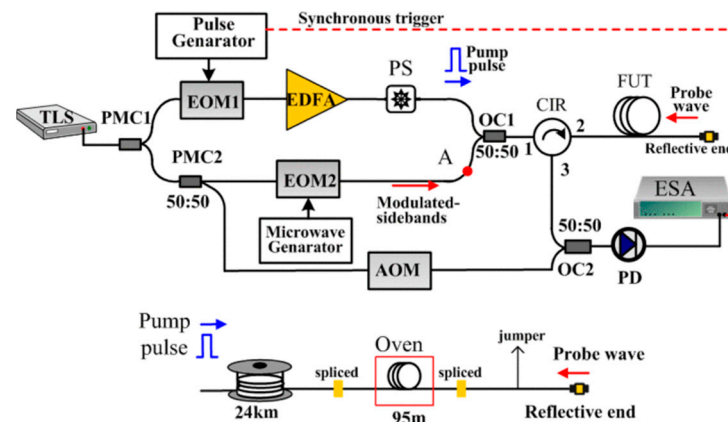 Pulse
Genarator
Synchronous trigger
TLS
PMC1
EOM1
EDFA
PS
Pump
pulse
OC1
50:50
CIR
1
2
3
FUT
Probe
wave
Reflective end
PMC2
50:50
EOM2
A
Modulated-
sidebands
Microwave
Genarator
AOM
50:50
OC2
PD
ESA
Pump
pulse
24km
spliced
Oven
95m
spliced
jumper
Probe wave
Reflective end